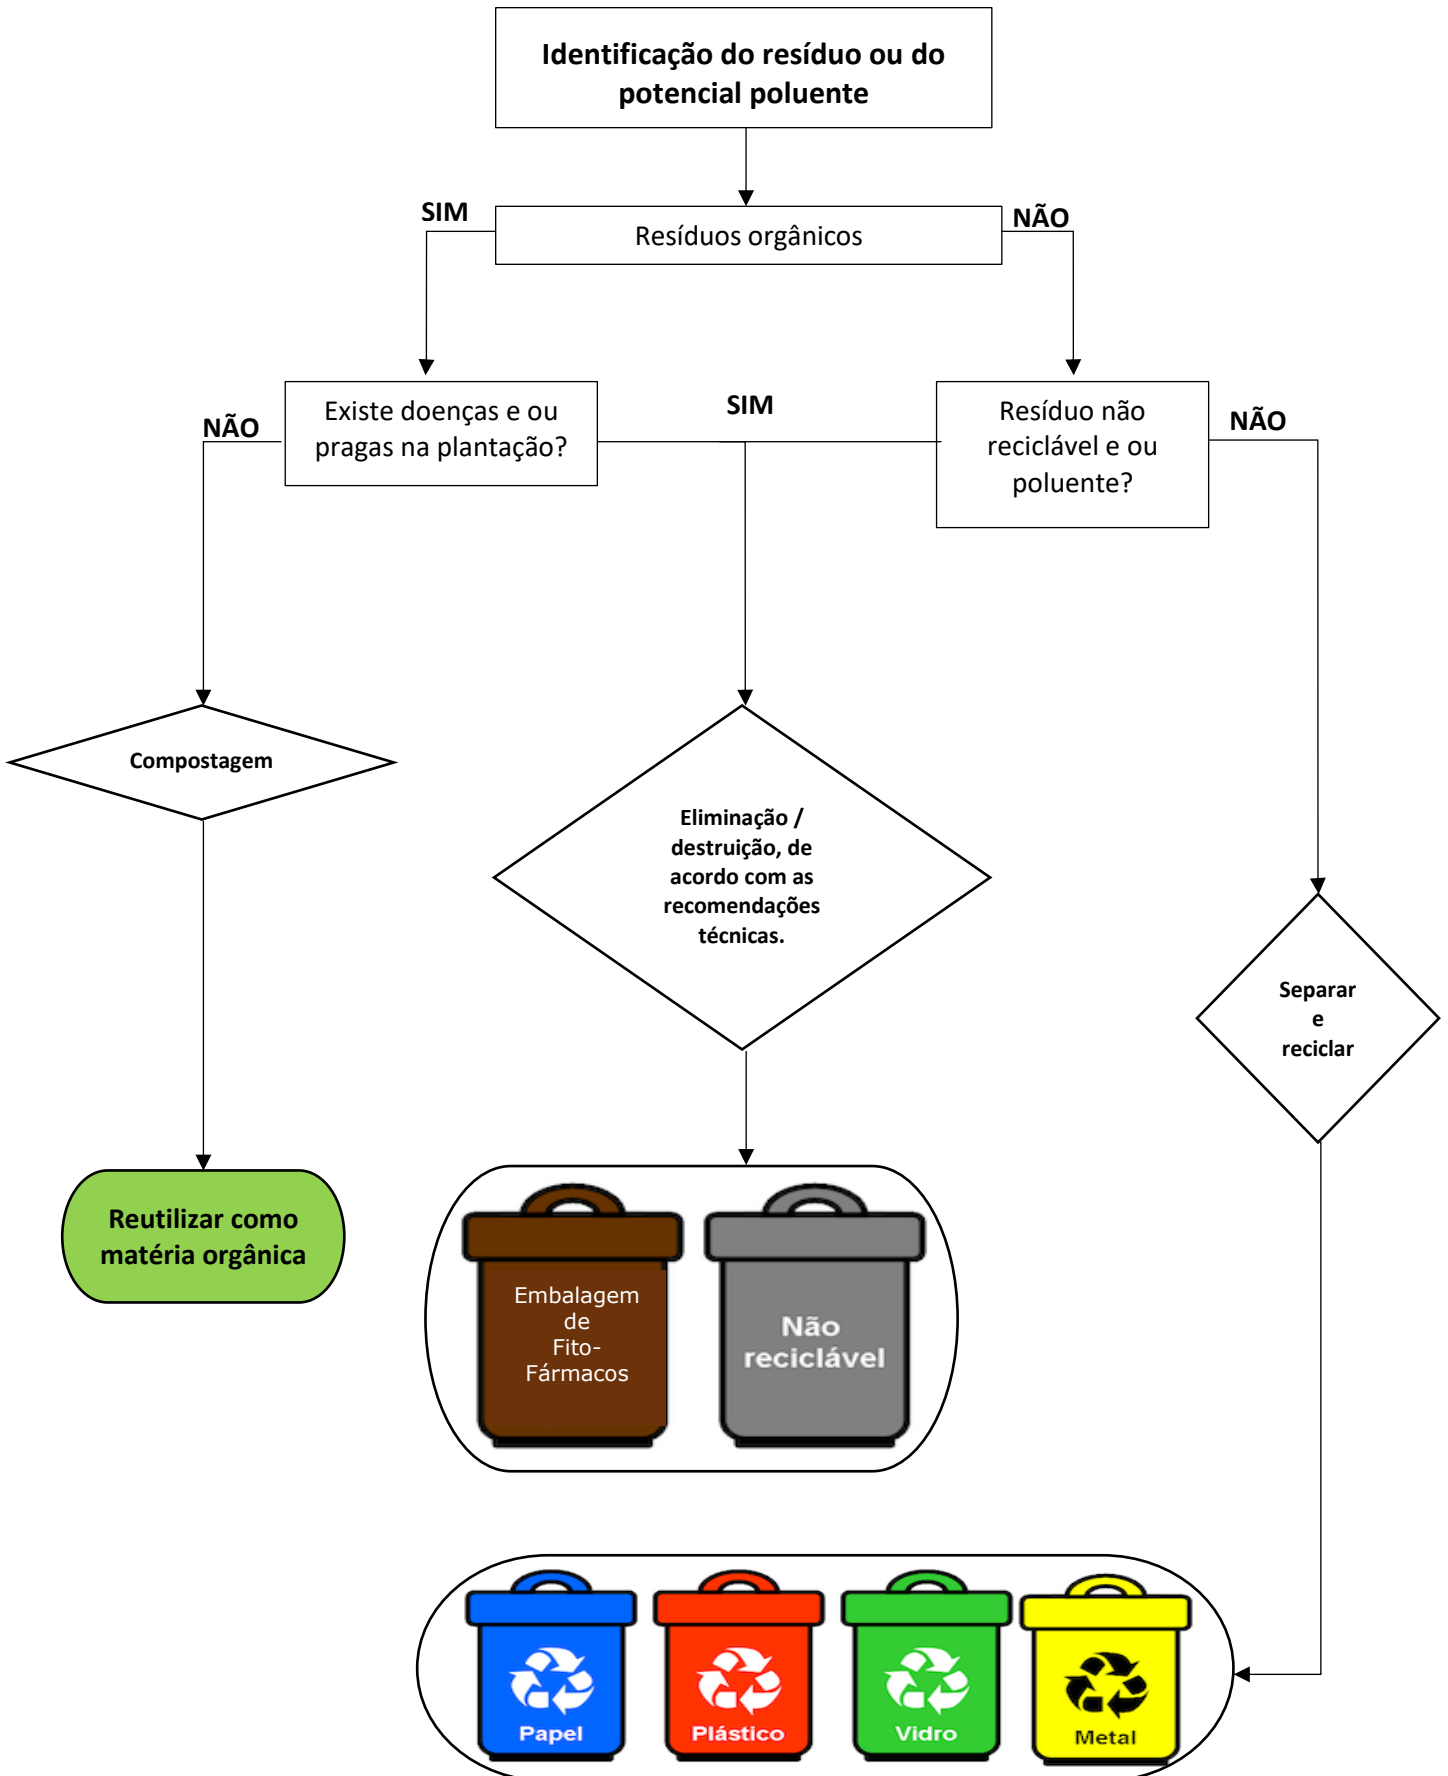 Identificação do resíduo ou do
potencial poluente
SIM
NÃO
Resíduos orgânicos
NÃO
Existe doenças e ou
pragas na plantação?
SIM
Resíduo não
reciclável e ou
poluente?
NÃO
Compostagem
Eliminação /
destruição, de
acordo com as
recomendações
técnicas.
Separar
e
reciclar
Reutilizar como
matéria orgânica
Embalagem
de
Fito-
Fármacos
Não
reciclável
Papel
Plástico
Vidro
Metal